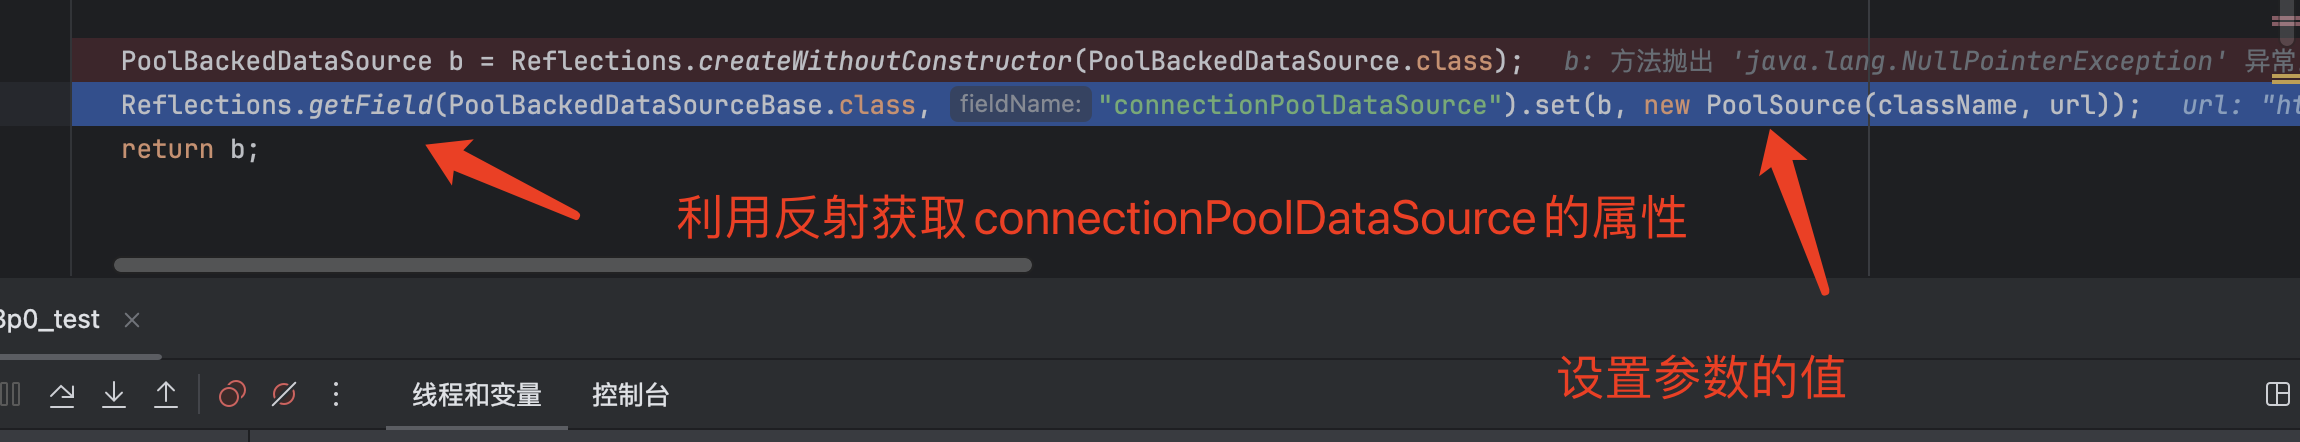 PoolBackedDataSource b = Reflections.createWithoutConstructor(PoolBackedDataSource.class);   b: 方法抛出 'java.lang.NullPointerException' 异常
Reflections.getField(PoolBackedDataSourceBase.class, fieldName: "connectionPoolDataSource").set(b, new PoolSource(className, url));   url: "ht
return b;
利用反射获取connectionPoolDataSource的属性
3p0_test
设置参数的值
线程和变量 控制台